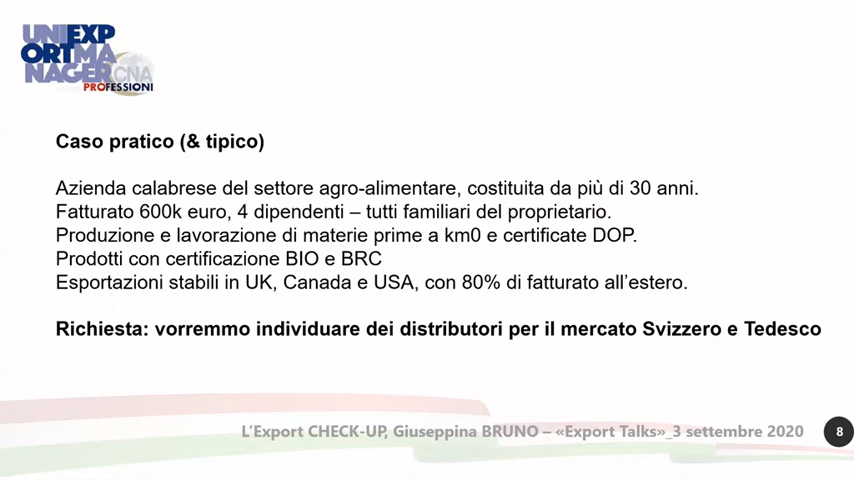 UNIEXP
ORTMA
NAGERCNA
PROFESSIONI
Caso pratico (& tipico)
Azienda calabrese del settore agro-alimentare, costituita da più di 30 anni.
Fatturato 600k euro, 4 dipendenti – tutti familiari del proprietario.
Produzione e lavorazione di materie prime a km0 e certificate DOP.
Prodotti con certificazione BIO e BRC
Esportazioni stabili in UK, Canada e USA, con 80% di fatturato all’estero.
Richiesta: vorremmo individuare dei distributori per il mercato Svizzero e Tedesco
L’Export CHECK-UP, Giuseppina BRUNO – «Export Talks»_3 settembre 2020
8